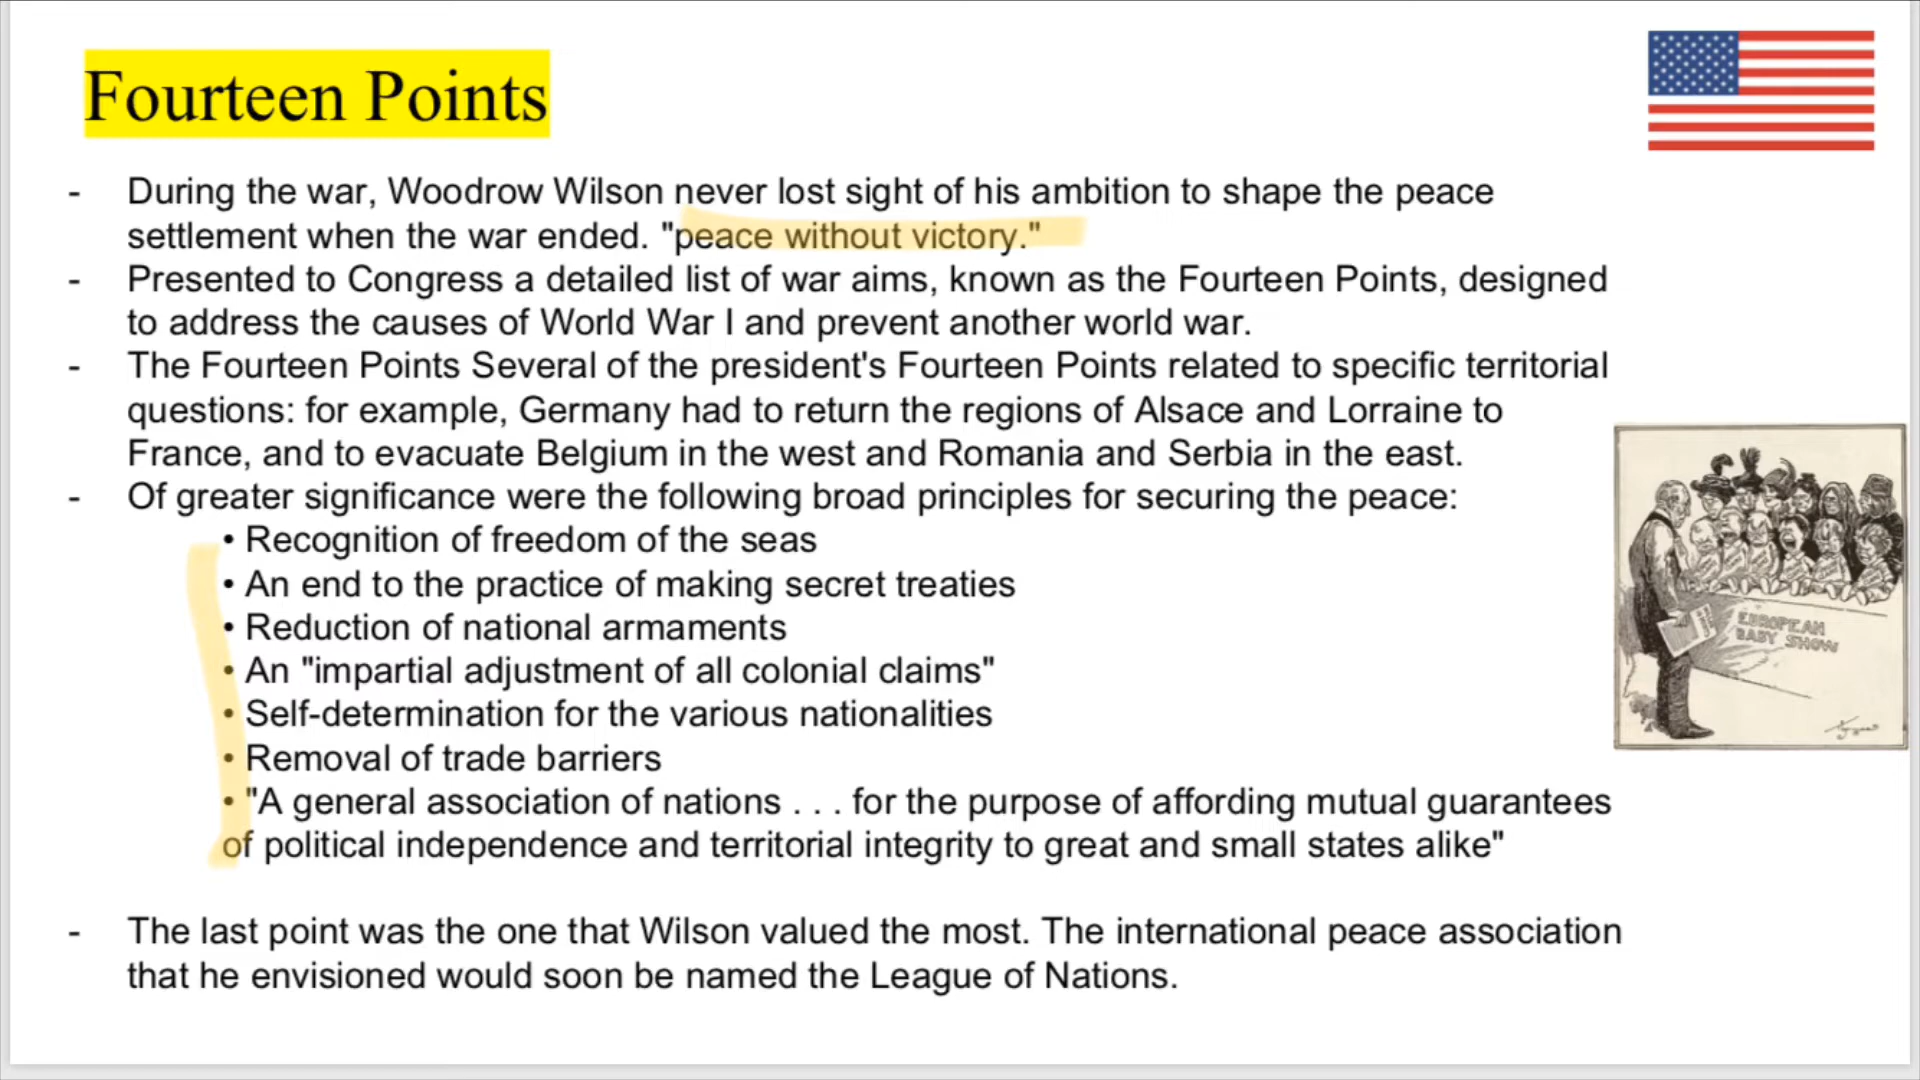 Fourteen Points
- During the war, Woodrow Wilson never lost sight of his ambition to shape the peace
settlement when the war ended. "peace without victory."
- Presented to Congress a detailed list of war aims, known as the Fourteen Points, designed
to address the causes of World War I and prevent another world war.
- The Fourteen Points Several of the president's Fourteen Points related to specific territorial
questions: for example, Germany had to return the regions of Alsace and Lorraine to
France, and to evacuate Belgium in the west and Romania and Serbia in the east.
- Of greater significance were the following broad principles for securing the peace:
• Recognition of freedom of the seas
• An end to the practice of making secret treaties
• Reduction of national armaments
• An "impartial adjustment of all colonial claims"
• Self-determination for the various nationalities
• Removal of trade barriers
• "A general association of nations . . . for the purpose of affording mutual guarantees
of political independence and territorial integrity to great and small states alike"
- The last point was the one that Wilson valued the most. The international peace association
that he envisioned would soon be named the League of Nations.
EUROPEAN
BABY SHOW